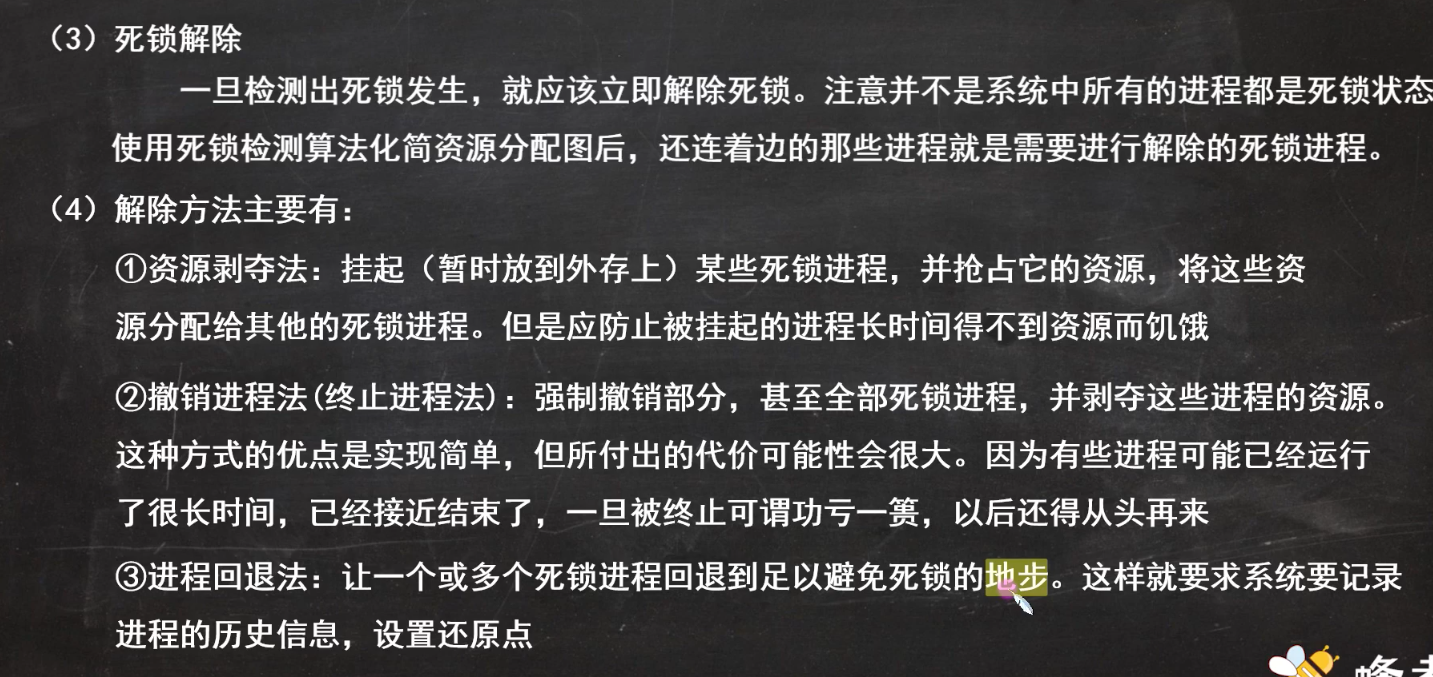 （3）死锁解除
一旦检测出死锁发生，就应该立即解除死锁。注意并不是系统中所有的进程都是死锁状态
使用死锁检测算法化简资源分配图后，还连着边的那些进程就是需要进行解除的死锁进程。
（4）解除方法主要有：
①资源剥夺法：挂起（暂时放到外存上）某些死锁进程，并抢占它的资源，将这些资
源分配给其他的死锁进程。但是应防止被挂起的进程长时间得不到资源而饥饿
②撤销进程法(终止进程法)：强制撤销部分，甚至全部死锁进程，并剥夺这些进程的资源。
这种方式的优点是实现简单，但所付出的代价可能性会很大。因为有些进程可能已经运行
了很长时间，已经接近结束了，一旦被终止可谓功亏一篑，以后还得从头再来
③进程回退法：让一个或多个死锁进程回退到足以避免死锁的地步。这样就要求系统要记录
进程的历史信息，设置还原点